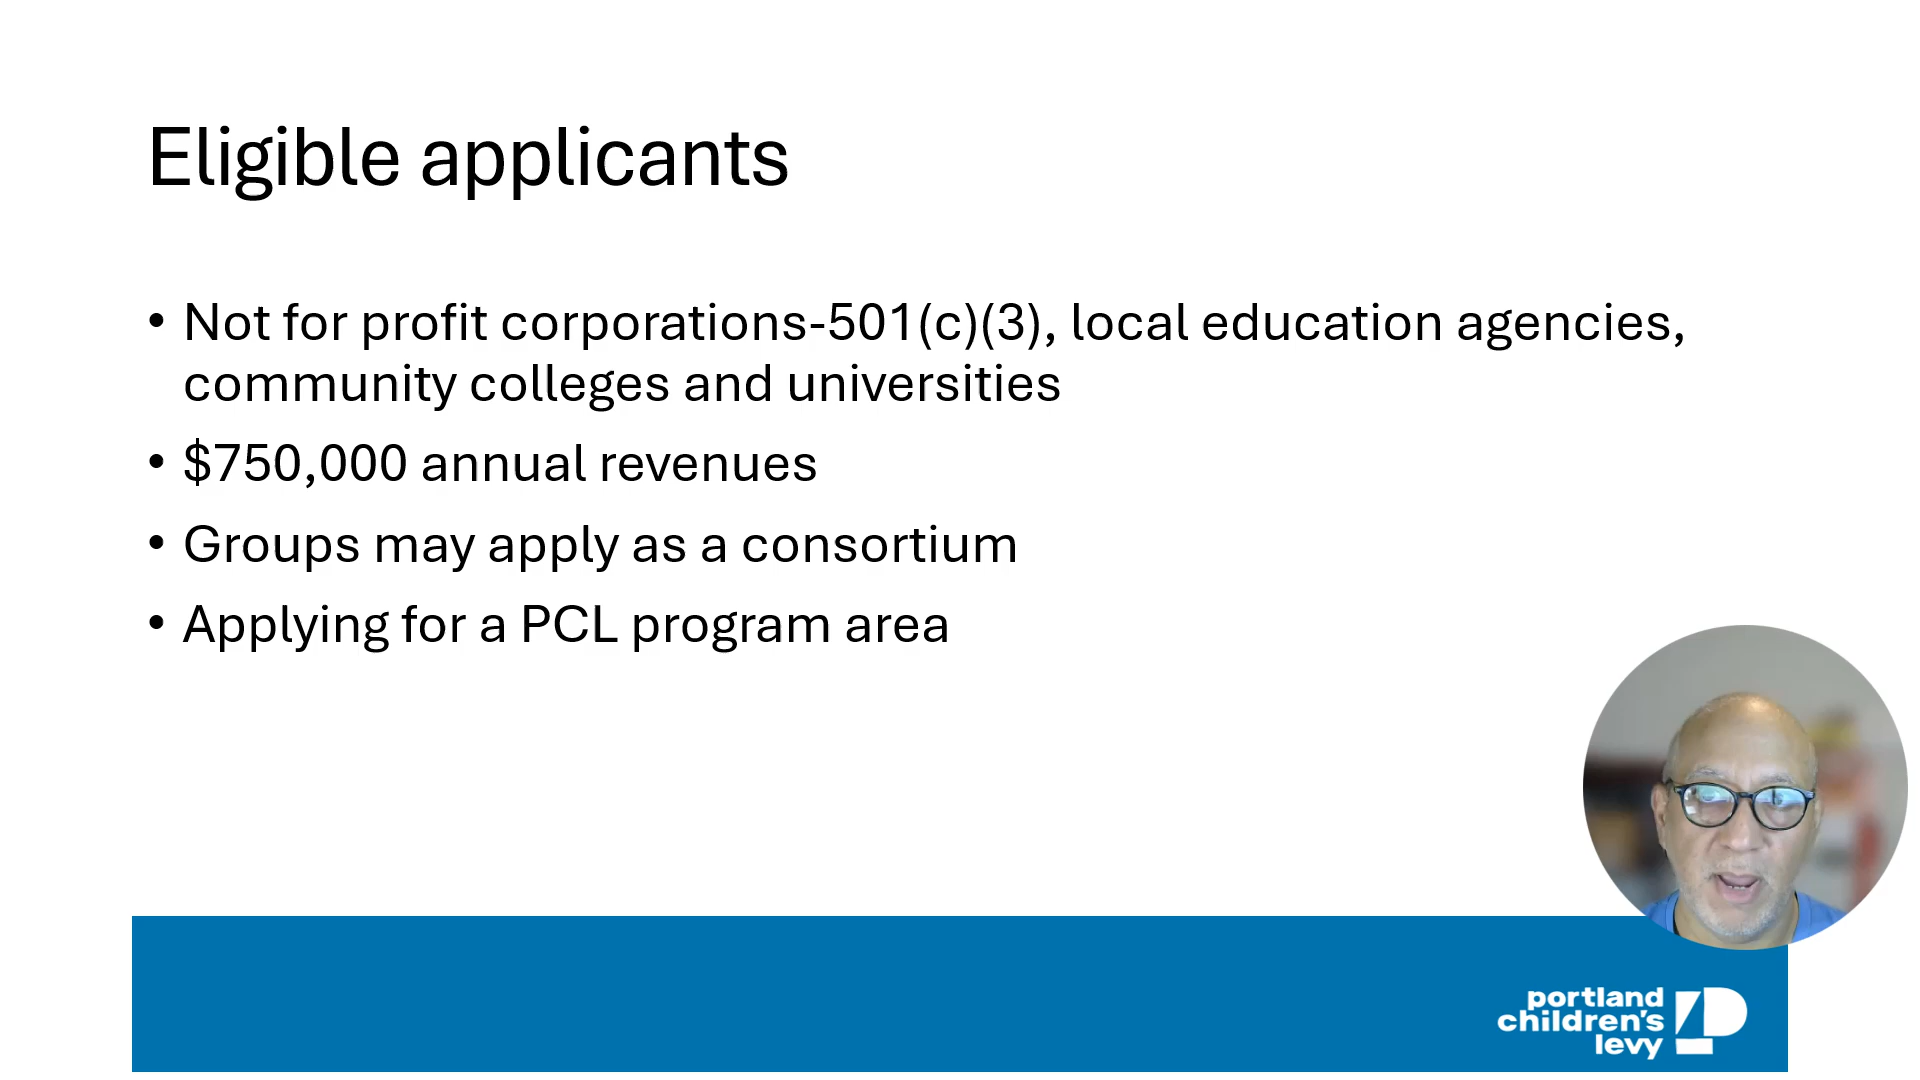 Eligible applicants
• Not for profit corporations-501(c)(3), local education agencies,
community colleges and universities
• $750,000 annual revenues
• Groups may apply as a consortium
• Applying for a PCL program area
portland
children's
levy